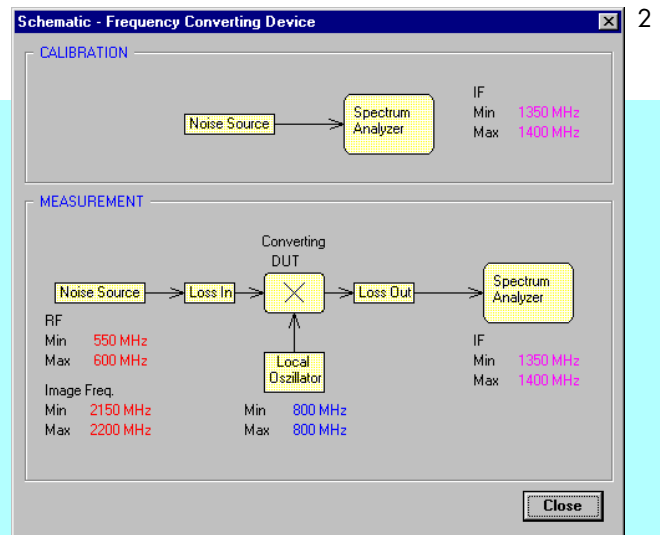 Schematic - Frequency Converting Device
2
CALIBRATION
Noise Source
Spectrum
Analyzer
IF
Min 1350 MHz
Max 1400 MHz
MEASUREMENT
Converting
DUT
Noise Source
Loss In
Loss Out
Spectrum
Analyzer
RF
Min 550 MHz
Max 600 MHz
Local
Oszillator
IF
Min 1350 MHz
Max 1400 MHz
Image Freq.
Min 2150 MHz
Max 2200 MHz
Min 800 MHz
Max 800 MHz
Close